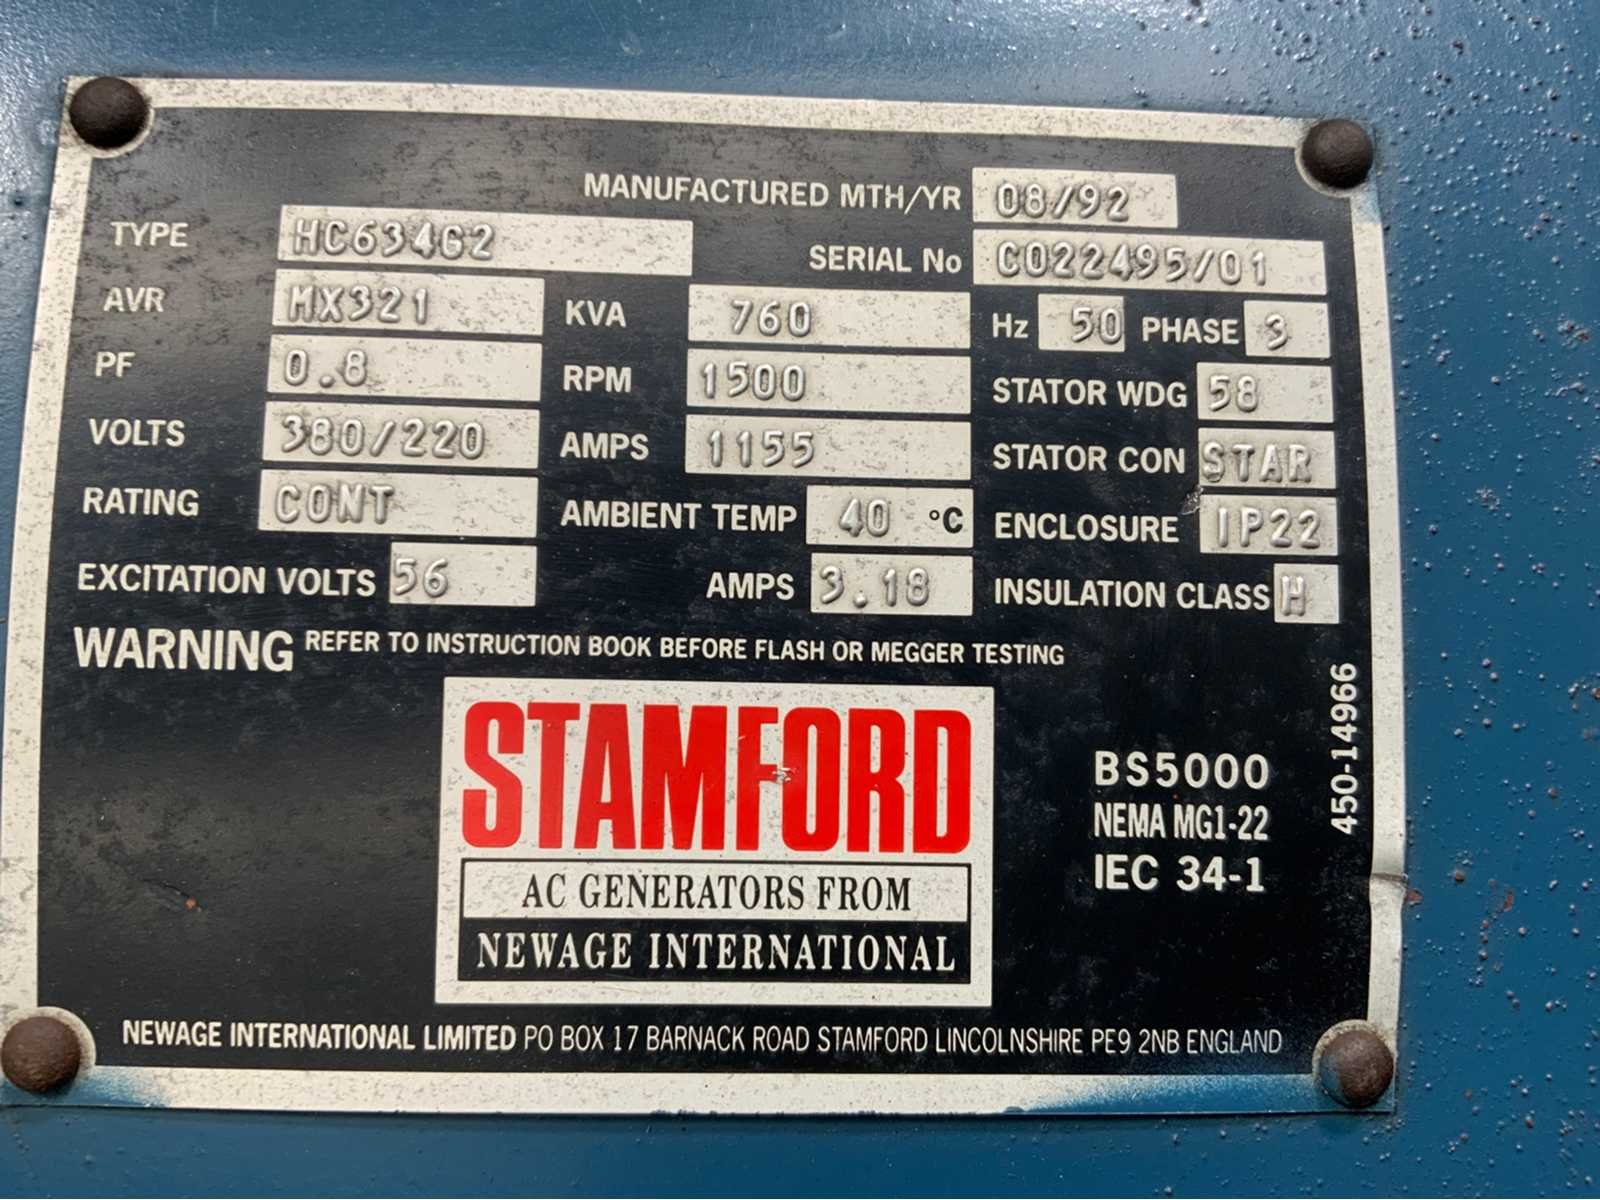 MANUFACTURED MTH/YR 08/92
TYPE HC634G2 SERIAL No C022495/01
AVR MX321 KVA 760 Hz 50 PHASE 3
PF 0.8 RPM 1500 STATOR WDG 58
VOLTS 380/220 AMPS 1155 STATOR CON STAR
RATING CONT AMBIENT TEMP 40 °C ENCLOSURE IP22
EXCITATION VOLTS 56 AMPS 3.18 INSULATION CLASS H
WARNING REFER TO INSTRUCTION BOOK BEFORE FLASH OR MEGGER TESTING
STAMFORD
AC GENERATORS FROM
NEWAGE INTERNATIONAL
BS5000
NEMA MG1-22
IEC 34-1
450-14966
NEWAGE INTERNATIONAL LIMITED PO BOX 17 BARNACK ROAD STAMFORD LINCOLNSHIRE PE9 2NB ENGLAND